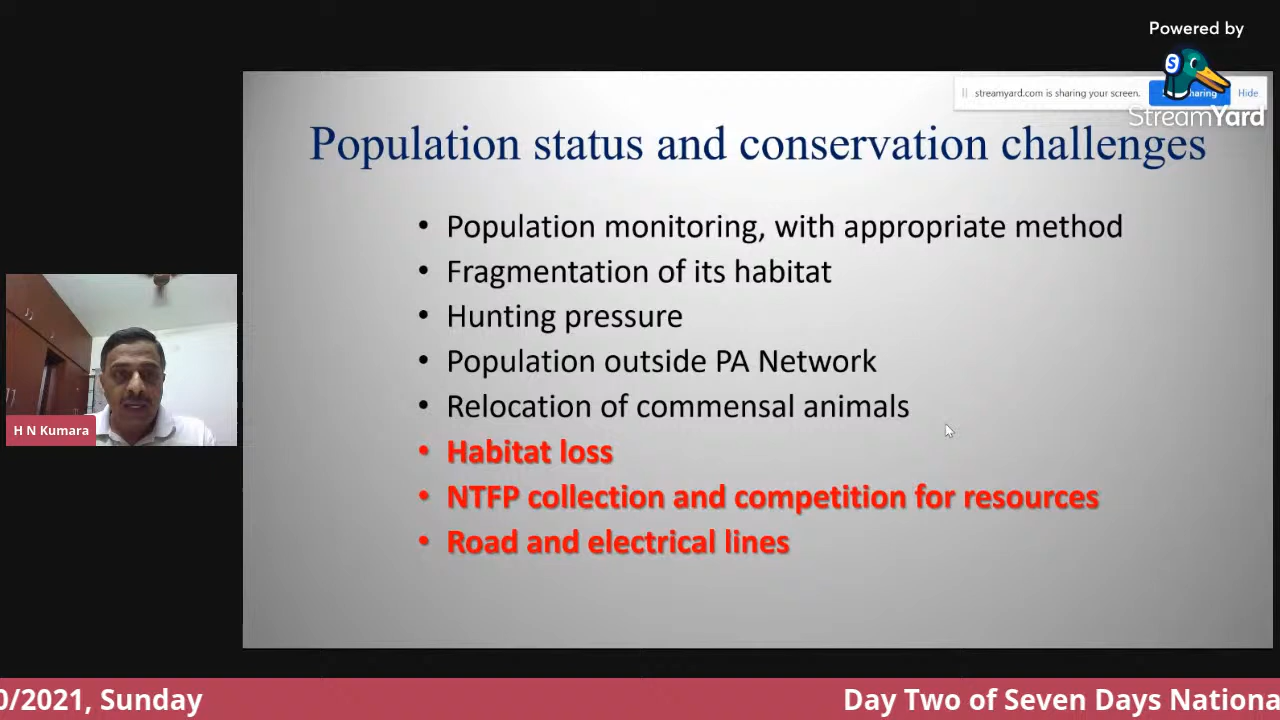 Powered by
S
streamyard.com is sharing your screen.
haring
Hide
StreamYard
Population status and conservation challenges
• Population monitoring, with appropriate method
• Fragmentation of its habitat
• Hunting pressure
• Population outside PA Network
• Relocation of commensal animals
• Habitat loss
• NTFP collection and competition for resources
• Road and electrical lines
H N Kumara
0/2021, Sunday
Day Two of Seven Days Nationa